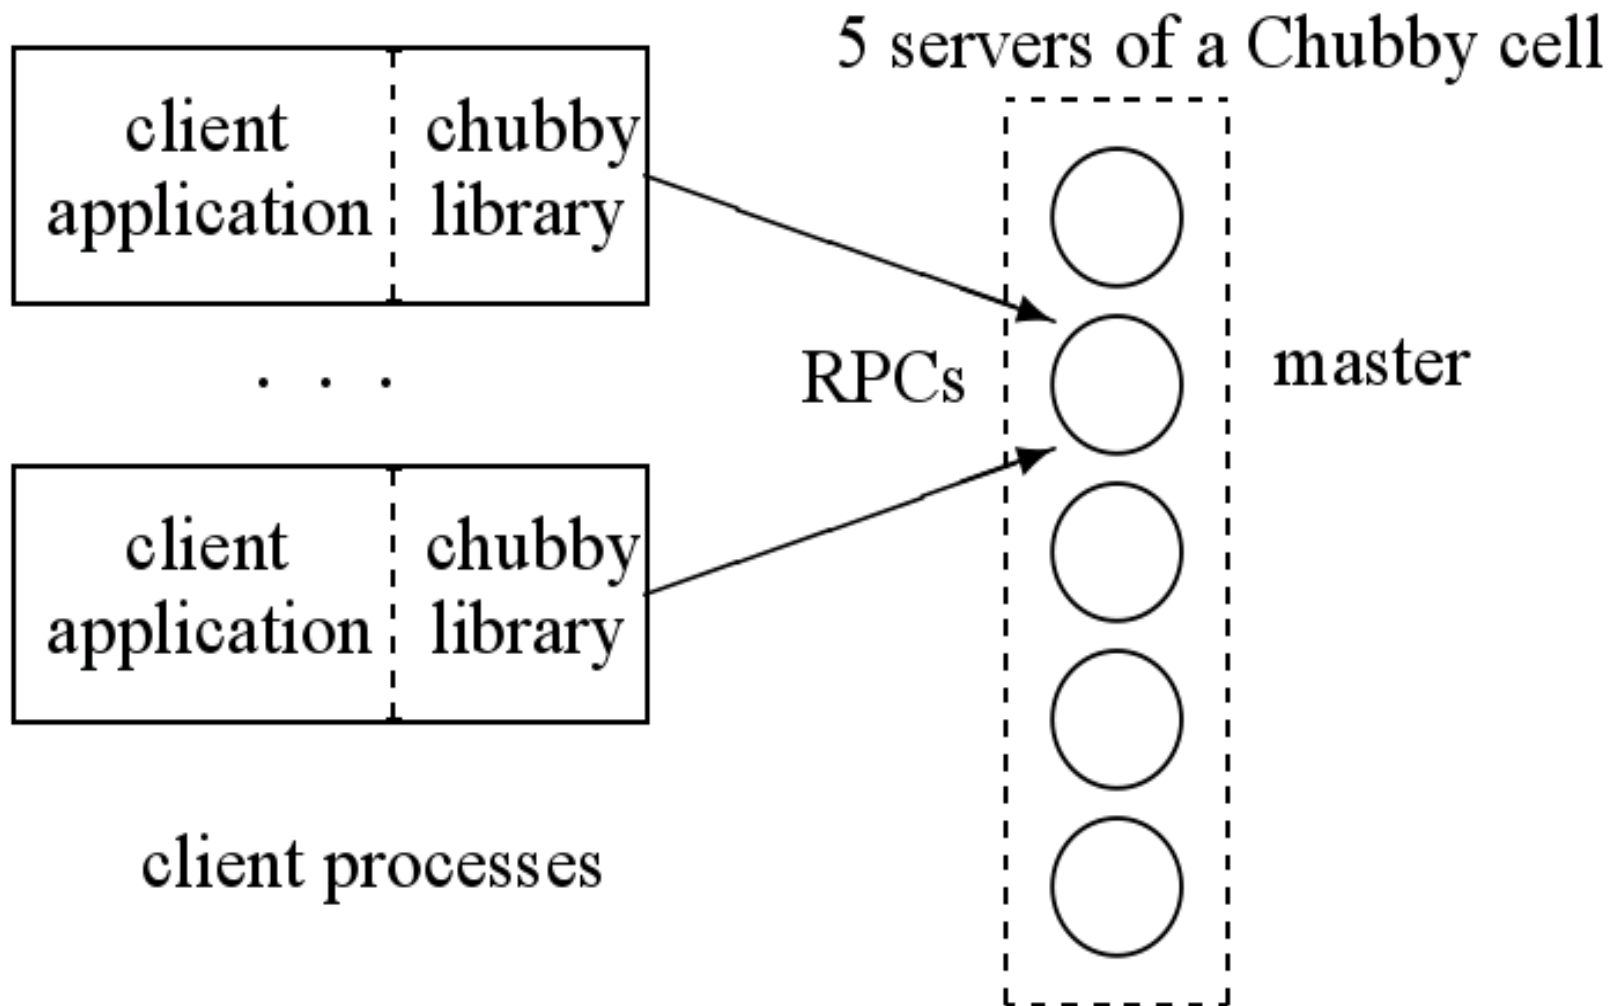 5 servers of a Chubby cell
client
application
chubby
library
. . .
RPCs
master
client
application
chubby
library
client processes